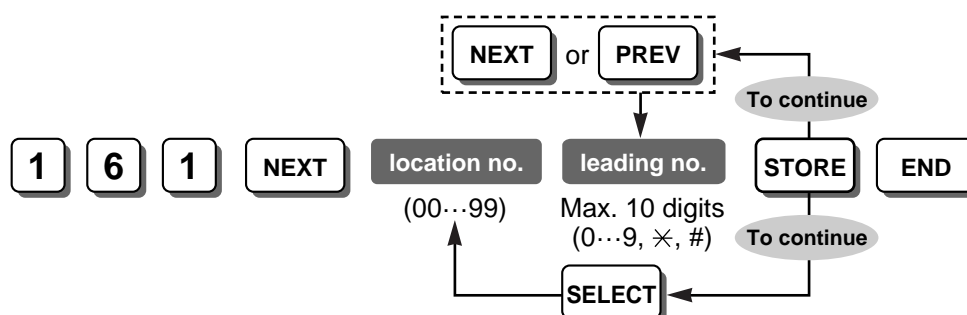 NEXT or PREV
To continue
1 6 1 NEXT location no. leading no. STORE END
(00···99) Max. 10 digits
(0···9, ✳, #) To continue
SELECT